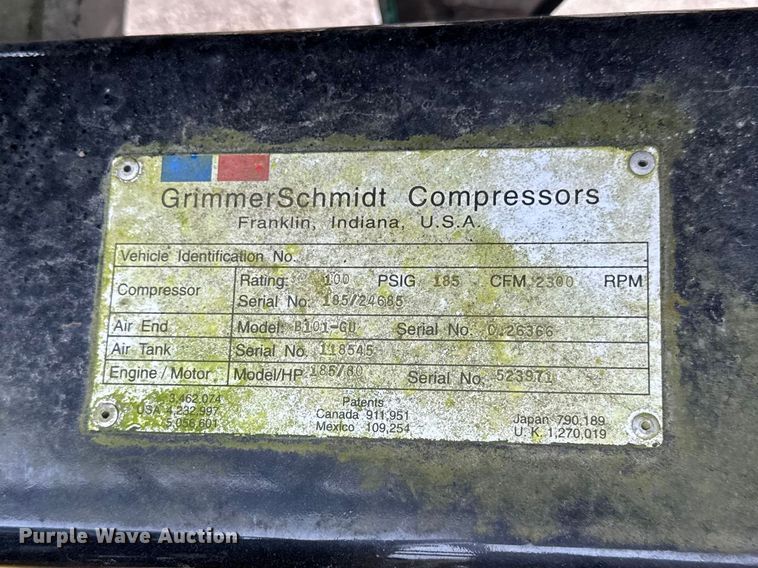 GrimmerSchmidt Compressors
Franklin, Indiana, U.S.A.
Vehicle Identification No.
Compressor Rating: 100 PSIG 185 CFM 2300 RPM
Serial No: 185/24685
Air End Model: B101-GU Serial No. 0.26366
Air Tank Serial No. 118545
Engine / Motor Model/HP 185/80 Serial No. 523971
3,462,074
USA 4,232,997
5,056,601
Patents
Canada 911,951
Mexico 109,254
Japan 790,189
U.K. 1,270,019
Purple Wave Auction